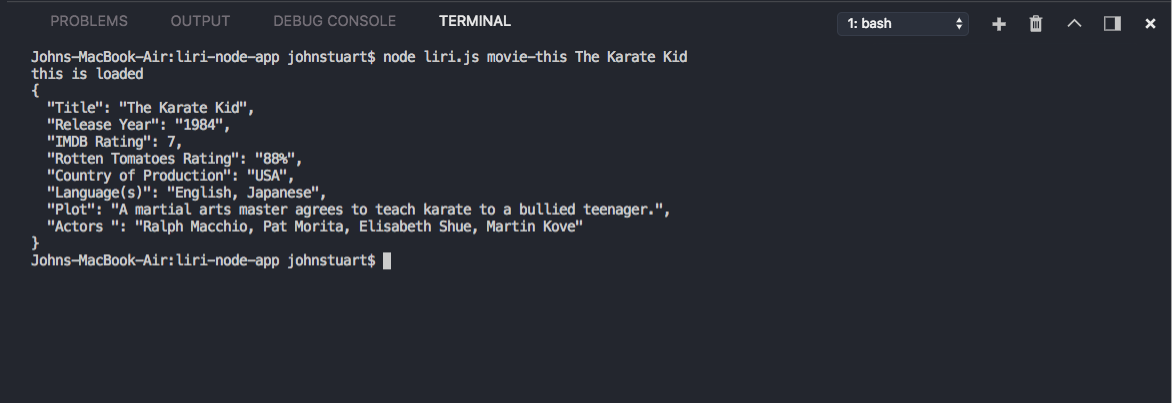 PROBLEMS OUTPUT DEBUG CONSOLE TERMINAL 1: bash
Johns-MacBook-Air:liri-node-app johnstuart$ node liri.js movie-this The Karate Kid
this is loaded
{
  "Title": "The Karate Kid",
  "Release Year": "1984",
  "IMDB Rating": 7,
  "Rotten Tomatoes Rating": "88%",
  "Country of Production": "USA",
  "Language(s)": "English, Japanese",
  "Plot": "A martial arts master agrees to teach karate to a bullied teenager.",
  "Actors ": "Ralph Macchio, Pat Morita, Elisabeth Shue, Martin Kove"
}
Johns-MacBook-Air:liri-node-app johnstuart$